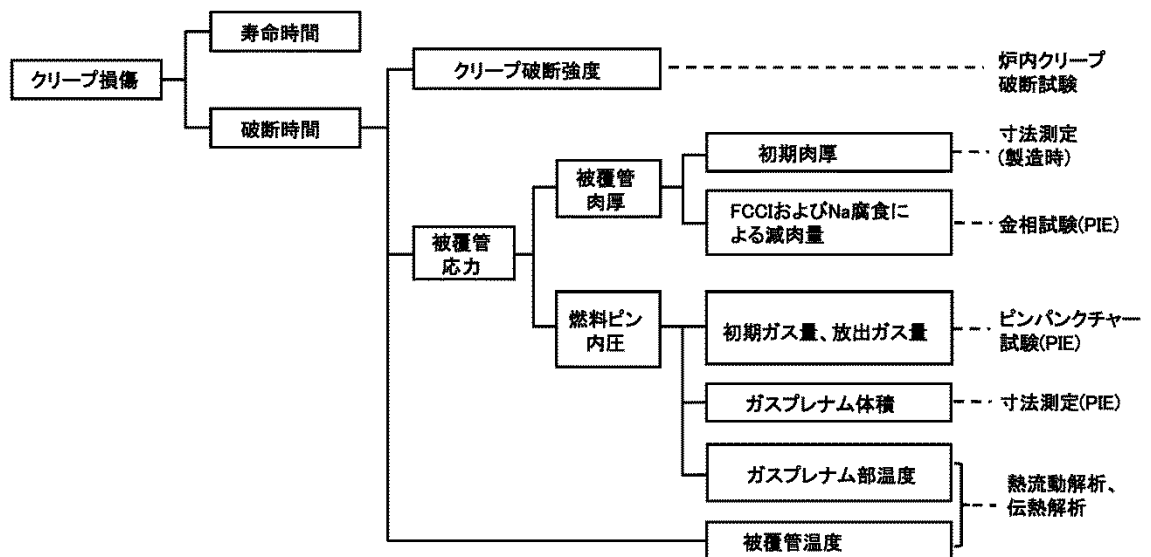 寿命時間
クリープ損傷
破断時間
クリープ破断強度
炉内クリープ
破断試験
被覆管
応力
被覆管
肉厚
初期肉厚
寸法測定
(製造時)
FCCIおよびNa腐食に
よる減肉量
金相試験(PIE)
燃料ピン
内圧
初期ガス量、放出ガス量
ピンパンクチャー
試験(PIE)
ガスプレナム体積
寸法測定(PIE)
ガスプレナム部温度
被覆管温度
熱流動解析、
伝熱解析